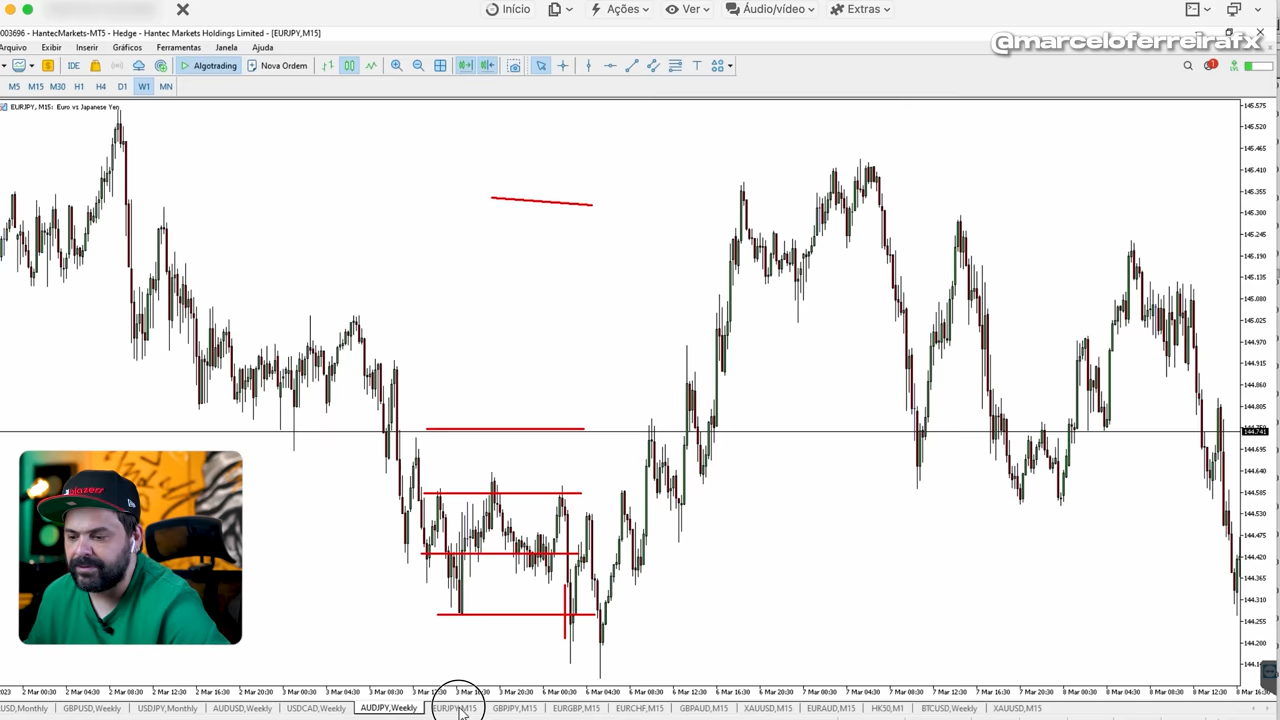 Início
Ações
Ver
Áudio/vídeo
Extras
003696 - HantecMarkets-MT5 - Hedge - Hantec Markets Holdings Limited - [EURJPY,M15]
@marceloferreirafx
Arquivo Exibir Inserir Gráficos Ferramentas Janela Ajuda
IDE Algotrading Nova Ordem
1
M5 M15 M30 H1 H4 D1 W1 MN
EURJPY, M15: Euro vs Japanese Yen
145.575
145.520
145.465
145.410
145.355
145.300
145.245
145.190
145.135
145.080
145.025
144.970
144.915
144.860
144.805
144.741
144.695
144.640
144.585
144.530
144.475
144.420
144.365
144.310
144.255
144.200
blazerz
2023 2 Mar 00:30 2 Mar 04:30 2 Mar 08:30 2 Mar 12:30 2 Mar 16:30 2 Mar 20:30 3 Mar 00:30 3 Mar 04:30 3 Mar 08:30 3 Mar 20:30 6 Mar 00:30 6 Mar 04:30 6 Mar 08:30 6 Mar 12:30 6 Mar 16:30 6 Mar 20:30 7 Mar 00:30 7 Mar 04:30 7 Mar 08:30 7 Mar 12:30 7 Mar 16:30 7 Mar 20:30 8 Mar 00:30 8 Mar 04:30 8 Mar 08:30 8 Mar 12:30 8 Mar 16:30
USD,Monthly GBPUSD,Weekly USDJPY,Monthly AUDUSD,Weekly USDCAD,Weekly AUDJPY,Weekly EURJPY,M15 GBPJPY,M15 EURGBP,M15 EURCHF,M15 GBPAUD,M15 XAUUSD,M15 EURAUD,M15 HK50,M1 BTCUSD,Weekly XAUUSD,M15